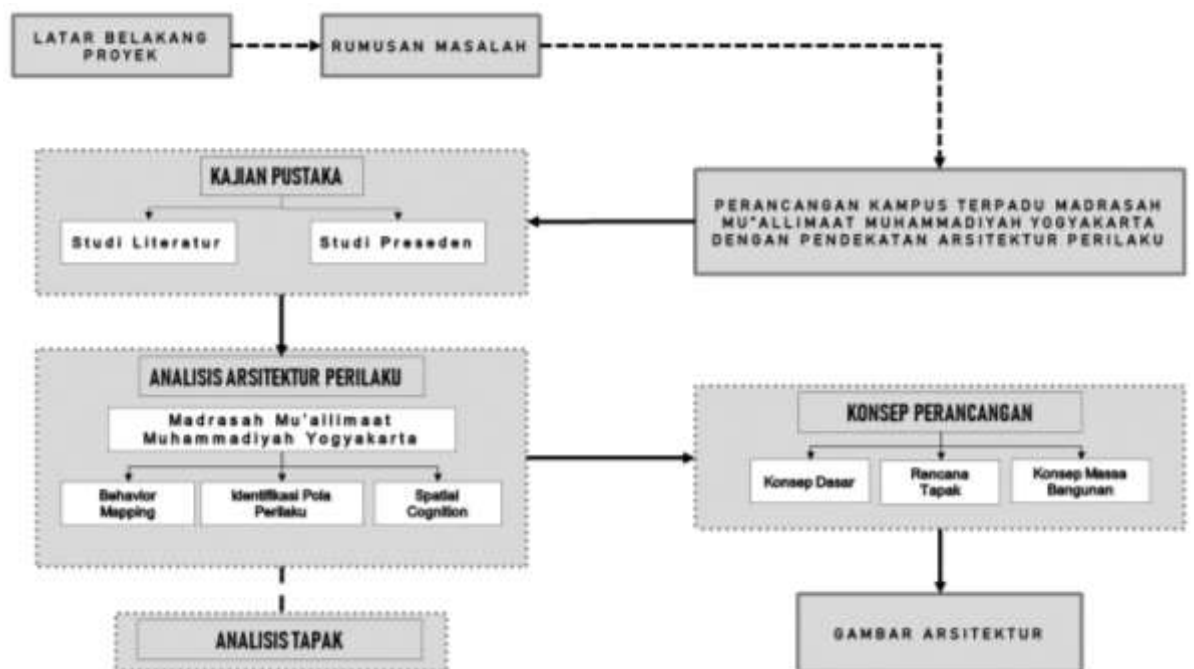 LATAR BELAKANG
PROYEK
RUMUSAN MASALAH
PERANCANGAN KAMPUS TERPADU MADRASAH
MU"ALLIMAAT MUHAMMADIYAH YOGYAKARTA
DENGAN PENDEKATAN ARSITEKTUR PERILAKU
KAJIAN PUSTAKA
Studi Literatur
Studi Preseden
ANALISIS ARSITEKTUR PERILAKU
Madrasah Mu'allimaat
Muhammadiyah Yogyakarta
Behavior
Mapping
Identifikasi Pola
Perilaku
Spatial
Cognition
KONSEP PERANCANGAN
Konsep Dasar
Rencana
Tapak
Konsep Massa
Bangunan
ANALISIS TAPAK
GAMBAR ARSITEKTUR